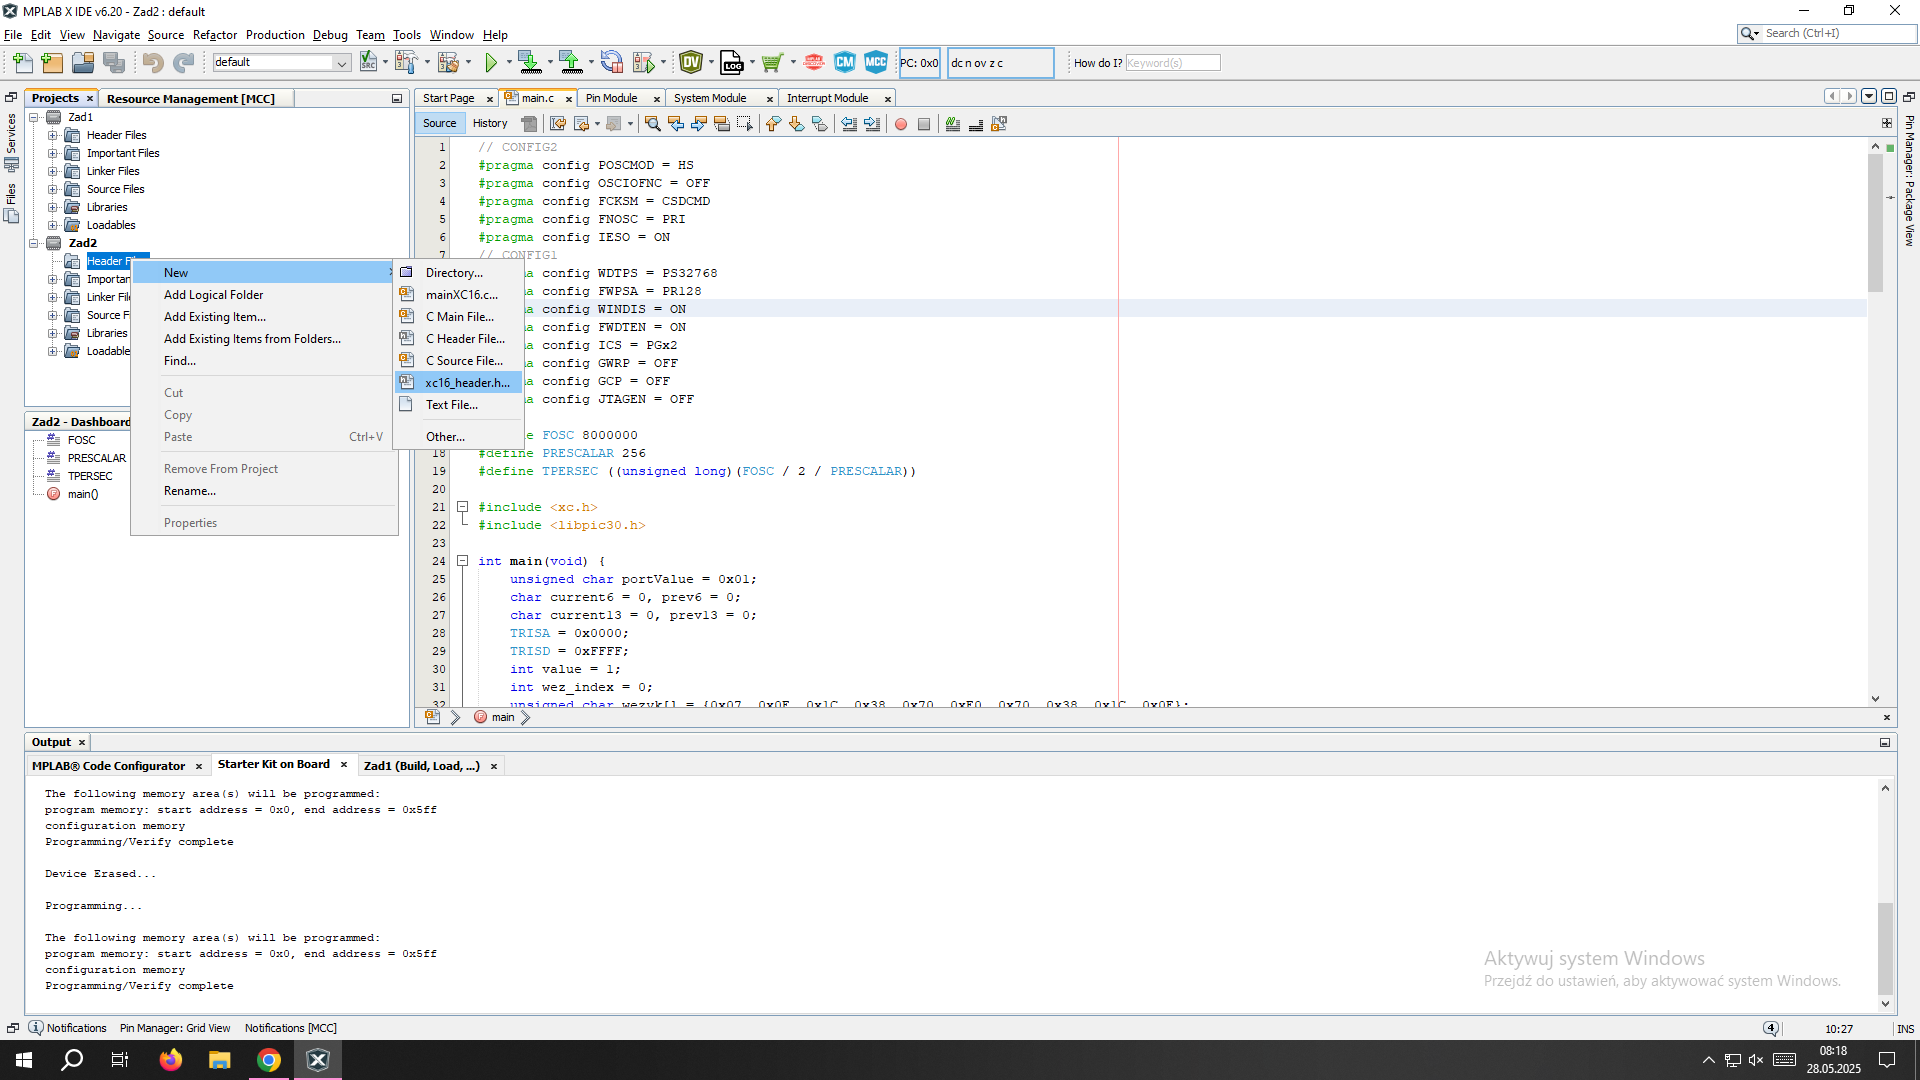 MPLAB X IDE v6.20 - Zad2 : default
File Edit View Navigate Source Refactor Production Debug Team Tools Window Help
Search (Ctrl+I)
default
PC: 0x0
dc n ov z c
How do I?
Keyword(s)
Projects
Resource Management [MCC]
Services
Files
Zad1
Header Files
Important Files
Linker Files
Source Files
Libraries
Loadables
Zad2
Header
Importan
Linker
Source F
Libraries
Loadable
New
Add Logical Folder
Add Existing Item...
Add Existing Items from Folders...
Find...
Cut
Copy
Paste Ctrl+V
Remove From Project
Rename...
Properties
Directory...
mainXC16.c...
C Main File...
C Header File...
C Source File...
xc16_header.h...
Text File...
Other...
Zad2 - Dashboard
FOSC
PRESCALAR
TPERSEC
main()
Start Page
main.c
Pin Module
System Module
Interrupt Module
Source
History
Pin Manager: Package View
1 // CONFIG2
2 #pragma config POSCMOD = HS
3 #pragma config OSCIOFNC = OFF
4 #pragma config FCKSM = CSDCMD
5 #pragma config FNOSC = PRI
6 #pragma config IESO = ON
7 // CONFIG1
a config WDTPS = PS32768
a config FWPSA = PR128
a config WINDIS = ON
a config FWDTEN = ON
a config ICS = PGx2
a config GWRP = OFF
a config GCP = OFF
a config JTAGEN = OFF
e FOSC 8000000
18 #define PRESCALAR 256
19 #define TPERSEC ((unsigned long)(FOSC / 2 / PRESCALAR))
20
21 #include <xc.h>
22 #include <libpic30.h>
23
24 int main(void) {
25 unsigned char portValue = 0x01;
26 char current6 = 0, prev6 = 0;
27 char current13 = 0, prev13 = 0;
28 TRISA = 0x0000;
29 TRISD = 0xFFFF;
30 int value = 1;
31 int wez_index = 0;
32 unsigned char wezyk[] = {0x07, 0x0E, 0x1C, 0x38, 0x70, 0xE0, 0x70, 0x38, 0x1C, 0x0E};
main
Output
MPLAB® Code Configurator
Starter Kit on Board
Zad1 (Build, Load, ...)
The following memory area(s) will be programmed:
program memory: start address = 0x0, end address = 0x5ff
configuration memory
Programming/Verify complete
Device Erased...
Programming...
The following memory area(s) will be programmed:
program memory: start address = 0x0, end address = 0x5ff
configuration memory
Programming/Verify complete
Aktywuj system Windows
Przejdź do ustawień, aby aktywować system Windows.
Notifications
Pin Manager: Grid View
Notifications [MCC]
4
10:27
INS
08:18
28.05.2025